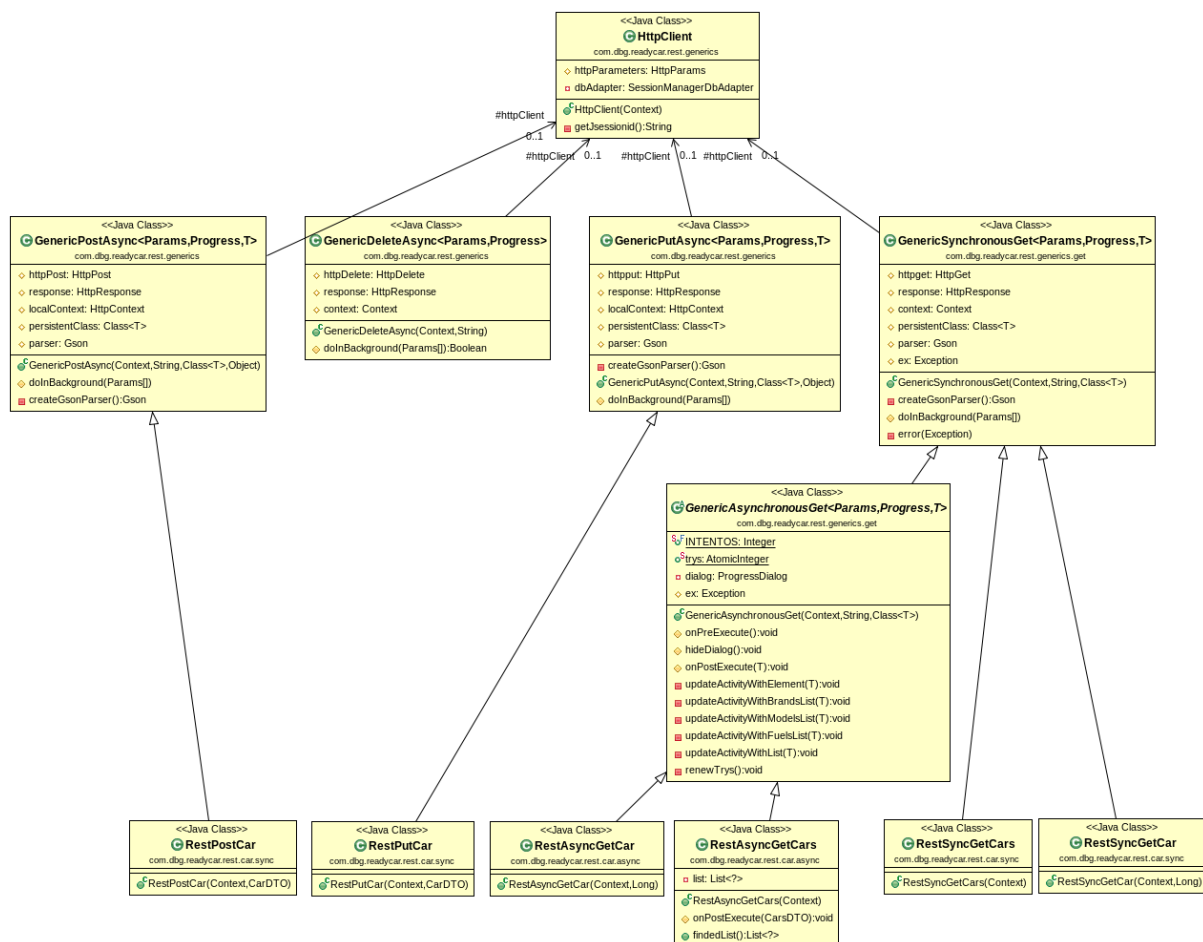 <<Java Class>>
HttpClient
com.dbg.readycar.rest.generics
httpParameters: HttpParams
dbAdapter: SessionManagerDbAdapter
HttpClient(Context)
getJsessionid():String
#httpClient
0..1
#httpClient 0..1
#httpClient 0..1
#httpClient 0..1
<<Java Class>>
GenericPostAsync<Params,Progress,T>
com.dbg.readycar.rest.generics
httpPost: HttpPost
response: HttpResponse
localContext: HttpContext
persistentClass: Class<T>
parser: Gson
GenericPostAsync(Context,String,Class<T>,Object)
doInBackground(Params[])
createGsonParser():Gson
<<Java Class>>
GenericDeleteAsync<Params,Progress>
com.dbg.readycar.rest.generics
httpDelete: HttpDelete
response: HttpResponse
context: Context
GenericDeleteAsync(Context,String)
doInBackground(Params[]):Boolean
<<Java Class>>
GenericPutAsync<Params,Progress,T>
com.dbg.readycar.rest.generics
httpput: HttpPut
response: HttpResponse
localContext: HttpContext
persistentClass: Class<T>
parser: Gson
createGsonParser():Gson
GenericPutAsync(Context,String,Class<T>,Object)
doInBackground(Params[])
<<Java Class>>
GenericSynchronousGet<Params,Progress,T>
com.dbg.readycar.rest.generics.get
httpget: HttpGet
response: HttpResponse
context: Context
persistentClass: Class<T>
parser: Gson
ex: Exception
GenericSynchronousGet(Context,String,Class<T>)
createGsonParser():Gson
doInBackground(Params[])
error(Exception)
<<Java Class>>
GenericAsynchronousGet<Params,Progress,T>
com.dbg.readycar.rest.generics.get
INTENTOS: Integer
trys: AtomicInteger
dialog: ProgressDialog
ex: Exception
GenericAsynchronousGet(Context,String,Class<T>)
onPreExecute():void
hideDialog():void
onPostExecute(T):void
updateActivityWithElement(T):void
updateActivityWithBrandsList(T):void
updateActivityWithModelsList(T):void
updateActivityWithFuelsList(T):void
updateActivityWithList(T):void
renewTrys():void
<<Java Class>>
RestPostCar
com.dbg.readycar.rest.car.sync
RestPostCar(Context,CarDTO)
<<Java Class>>
RestPutCar
com.dbg.readycar.rest.car.sync
RestPutCar(Context,CarDTO)
<<Java Class>>
RestAsyncGetCar
com.dbg.readycar.rest.car.async
RestAsyncGetCar(Context,Long)
<<Java Class>>
RestAsyncGetCars
com.dbg.readycar.rest.car.async
list: List<?>
RestAsyncGetCars(Context)
onPostExecute(CarsDTO):void
findedList():List<?>
<<Java Class>>
RestSyncGetCars
com.dbg.readycar.rest.car.sync
RestSyncGetCars(Context)
<<Java Class>>
RestSyncGetCar
com.dbg.readycar.rest.car.sync
RestSyncGetCar(Context,Long)